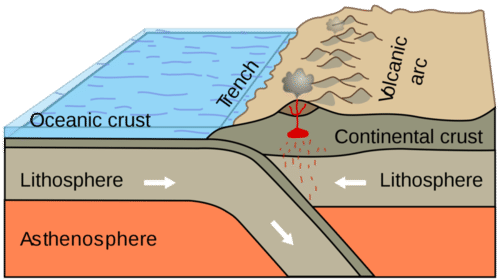 Oceanic crust
Trench
Volcanic
arc
Continental crust
Lithosphere
Lithosphere
Asthenosphere